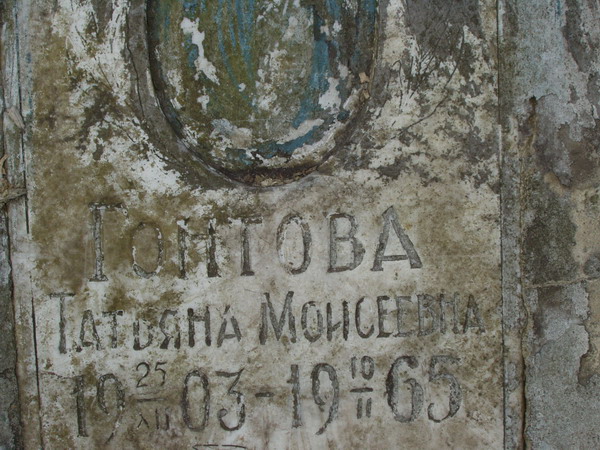 Гонтова
Татьяна Моисеевна
19 25/XII 03 - 19 10/II 65